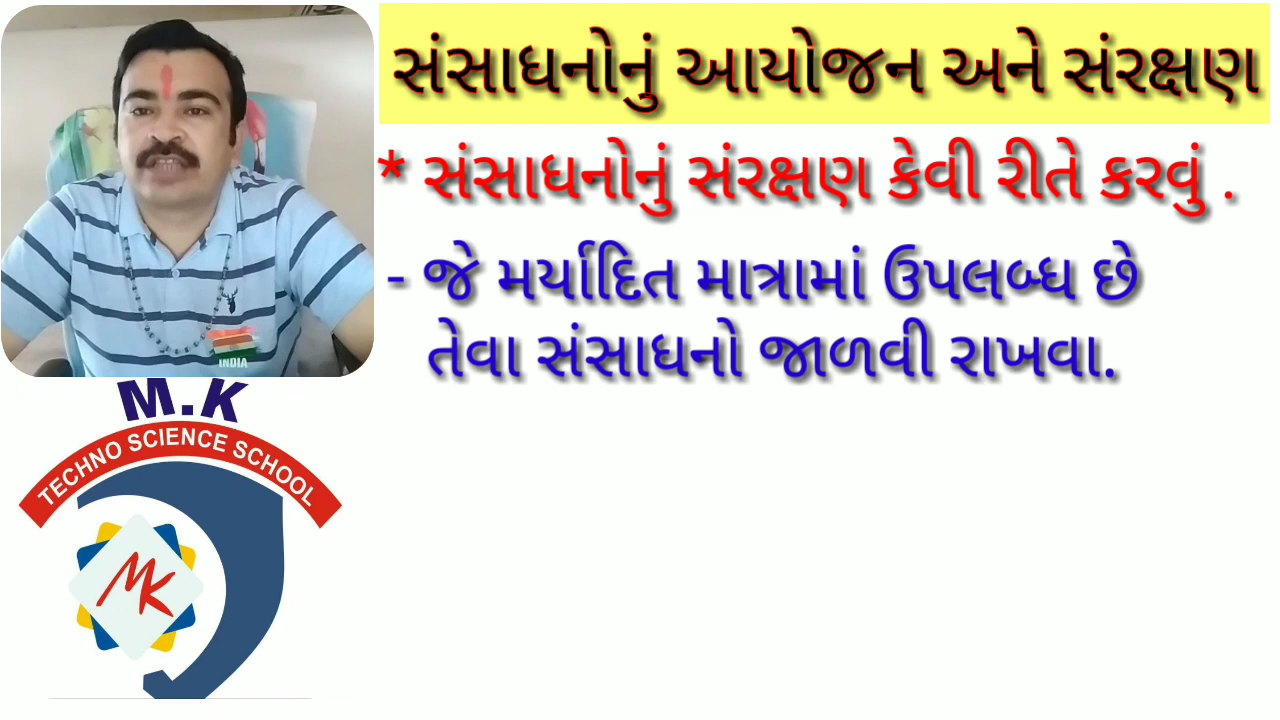 સંસાધનોનું આયોજન અને સંરક્ષણ
* સંસાધનોનું સંરક્ષણ કેવી રીતે કરવું .
- જે મર્યાદિત માત્રામાં ઉપલબ્ધ છે
તેવા સંસાધનો જાળવી રાખવા.
INDIA
M.K
TECHNO SCIENCE SCHOOL
MK